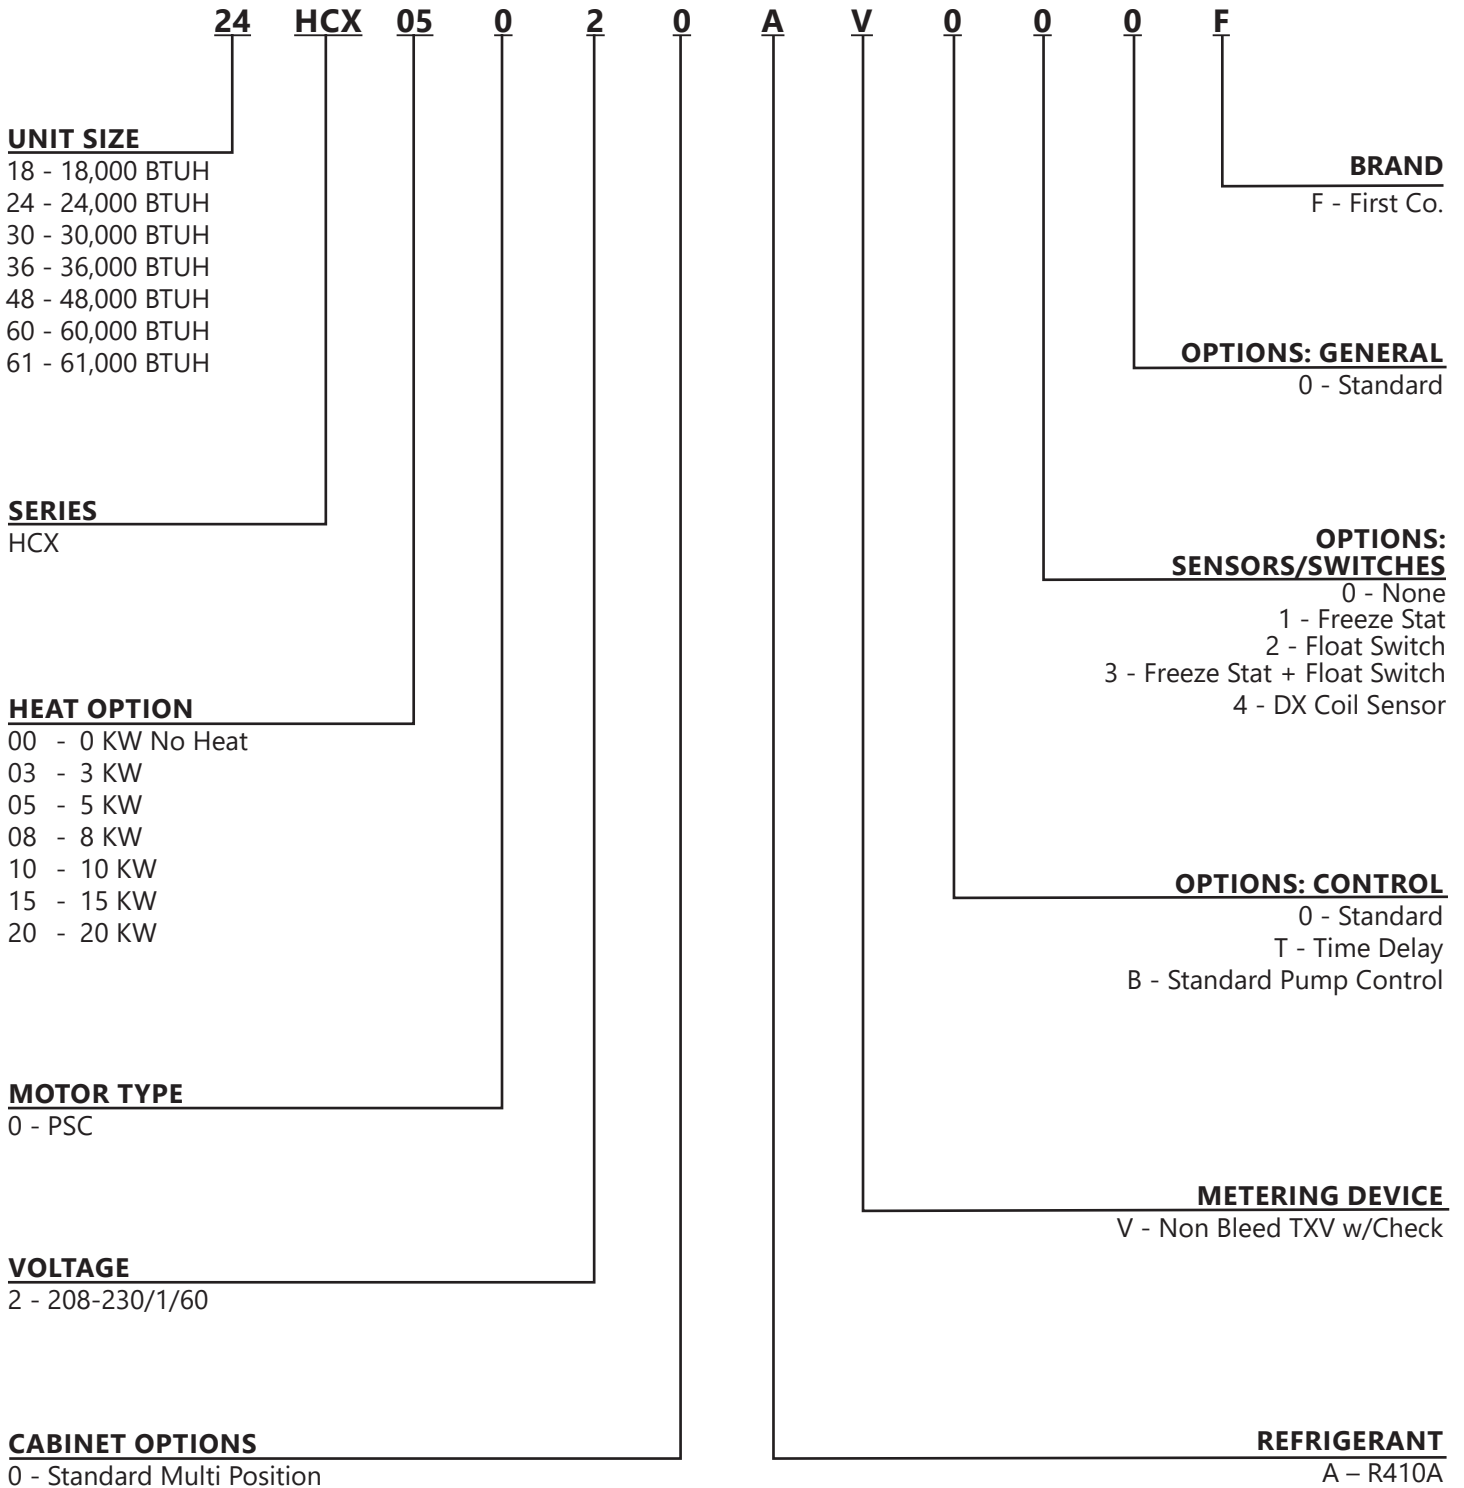 24 HCX 05 0 2 0 A V 0 0 0 F
UNIT SIZE
18 - 18,000 BTUH
24 - 24,000 BTUH
30 - 30,000 BTUH
36 - 36,000 BTUH
48 - 48,000 BTUH
60 - 60,000 BTUH
61 - 61,000 BTUH
SERIES
HCX
HEAT OPTION
00 - 0 KW No Heat
03 - 3 KW
05 - 5 KW
08 - 8 KW
10 - 10 KW
15 - 15 KW
20 - 20 KW
MOTOR TYPE
0 - PSC
VOLTAGE
2 - 208-230/1/60
CABINET OPTIONS
0 - Standard Multi Position
BRAND
F - First Co.
OPTIONS: GENERAL
0 - Standard
OPTIONS:
SENSORS/SWITCHES
0 - None
1 - Freeze Stat
2 - Float Switch
3 - Freeze Stat + Float Switch
4 - DX Coil Sensor
OPTIONS: CONTROL
0 - Standard
T - Time Delay
B - Standard Pump Control
METERING DEVICE
V - Non Bleed TXV w/Check
REFRIGERANT
A – R410A